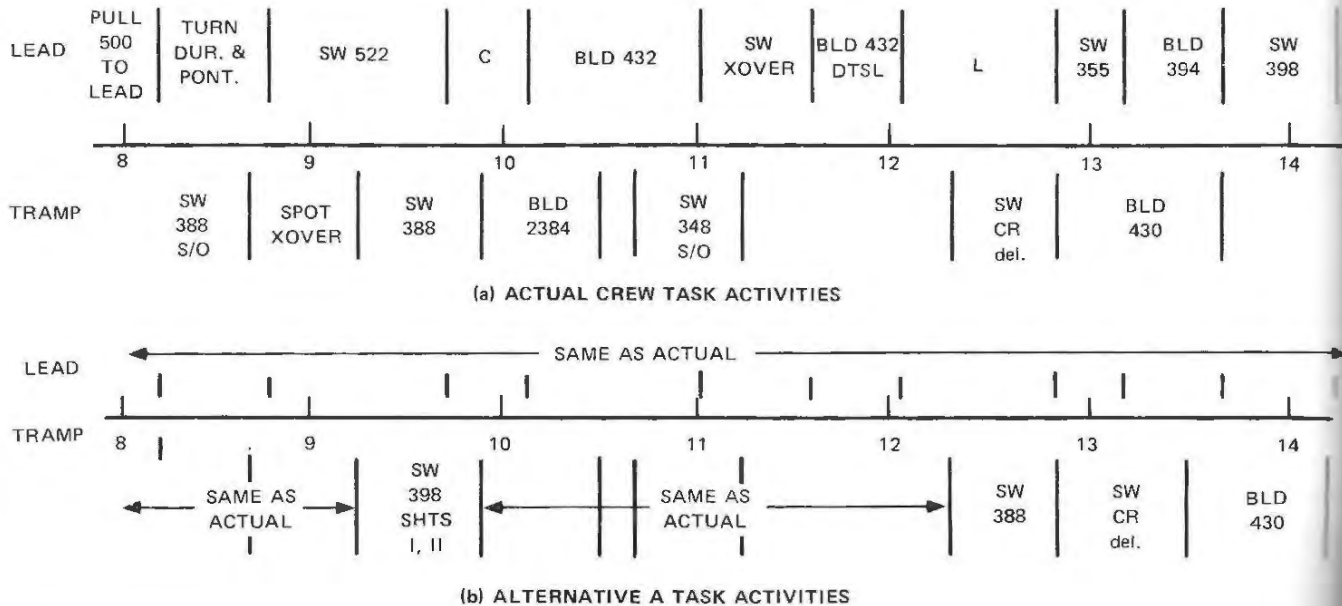 PULL
500
TO
LEAD
TURN
DUR. &
PONT.
SW 522
C
BLD 432
SW
XOVER
BLD 432
DTSL
L
SW
355
BLD
394
SW
398
LEAD
8 9 10 11 12 13 14
TRAMP
SW
388
S/O
SPOT
XOVER
SW
388
BLD
2384
SW
348
S/O
SW
CR
del.
BLD
430
(a) ACTUAL CREW TASK ACTIVITIES
SAME AS ACTUAL
LEAD
TRAMP
8 9 10 11 12 13 14
SAME AS
ACTUAL
SW
398
SHTS
I, II
SAME AS
ACTUAL
SW
388
SW
CR
del.
BLD
430
(b) ALTERNATIVE A TASK ACTIVITIES